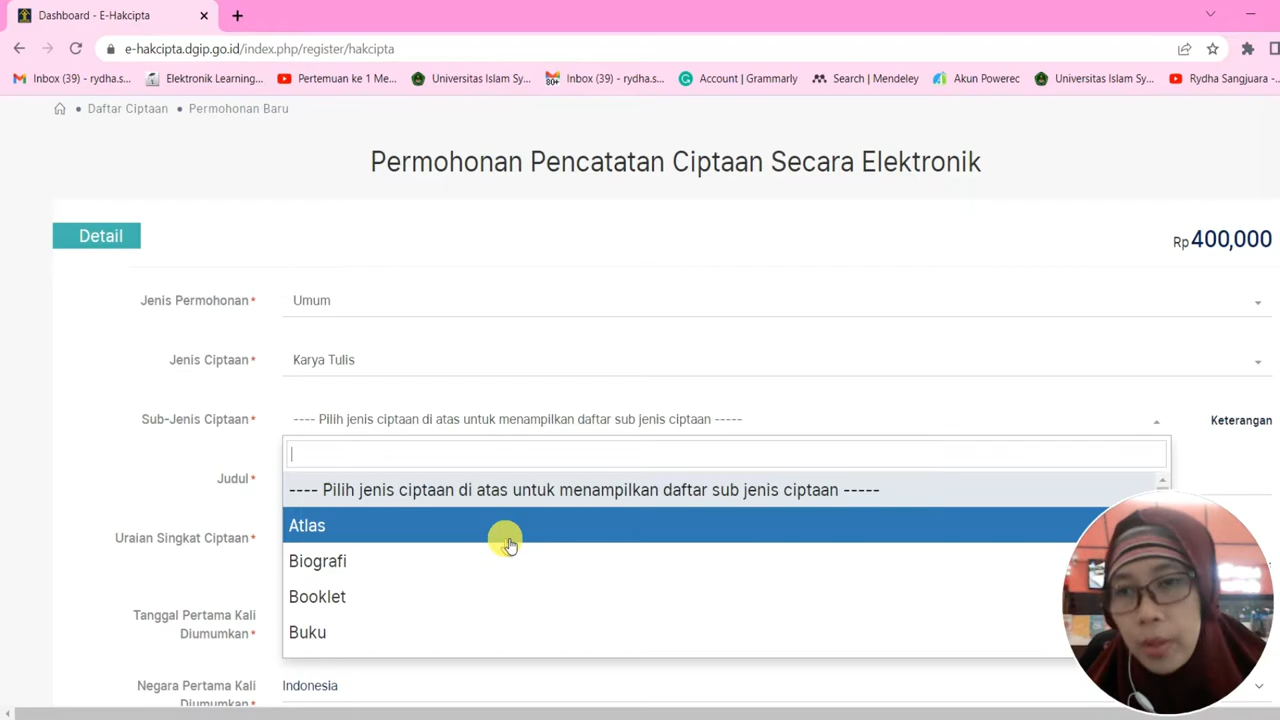 Dashboard - E-Hakcipta
e-hakcipta.dgip.go.id/index.php/register/hakcipta
Inbox (39) - rydha.s... Elektronik Learning... Pertemuan ke 1 Me... Universitas Islam Sy... Inbox (39) - rydha.s... Account | Grammarly Search | Mendeley Akun Powerec Universitas Islam Sy... Rydha Sangjuara -...
Daftar Ciptaan • Permohonan Baru
Permohonan Pencatatan Ciptaan Secara Elektronik
Detail
Rp 400,000
Jenis Permohonan* Umum
Jenis Ciptaan* Karya Tulis
Sub-Jenis Ciptaan* ---- Pilih jenis ciptaan di atas untuk menampilkan daftar sub jenis ciptaan ----- Keterangan
---- Pilih jenis ciptaan di atas untuk menampilkan daftar sub jenis ciptaan -----
Judul*
Atlas
Uraian Singkat Ciptaan*
Biografi
Booklet
Tanggal Pertama Kali
Diumumkan*
Buku
Negara Pertama Kali Indonesia
Diumumkan*